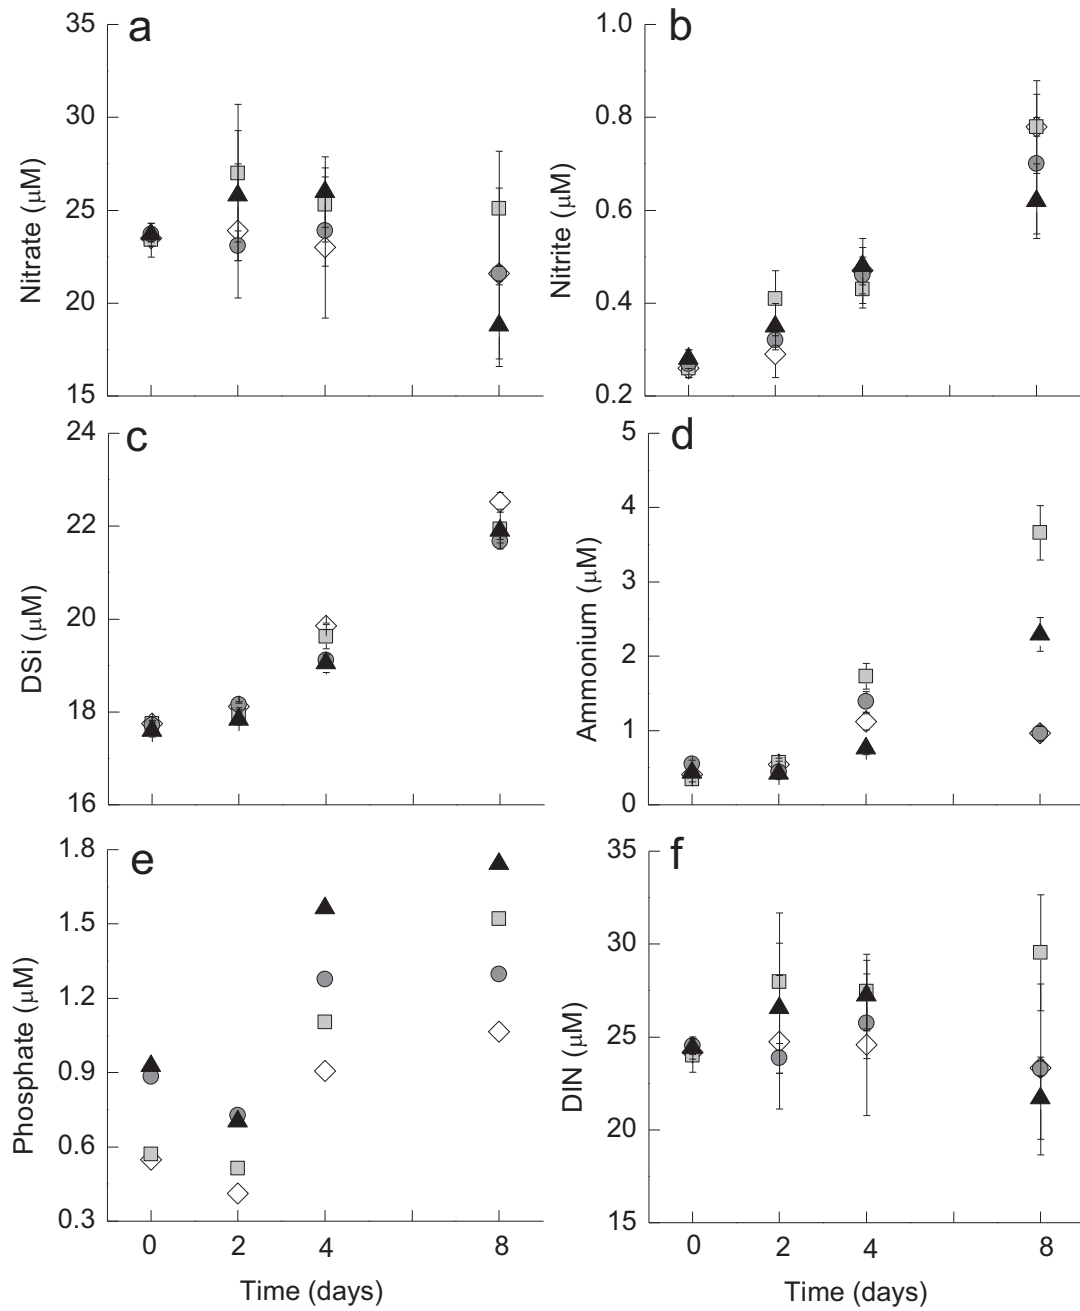 a
35
30
25
20
15
Nitrate (μM)
b
1.0
0.8
0.6
0.4
0.2
Nitrite (μM)
c
24
22
20
18
16
DSi (μM)
d
5
4
3
2
1
0
Ammonium (μM)
e
1.8
1.5
1.2
0.9
0.6
0.3
Phosphate (μM)
0 2 4 8
Time (days)
f
35
30
25
20
15
DIN (μM)
0 2 4 8
Time (days)